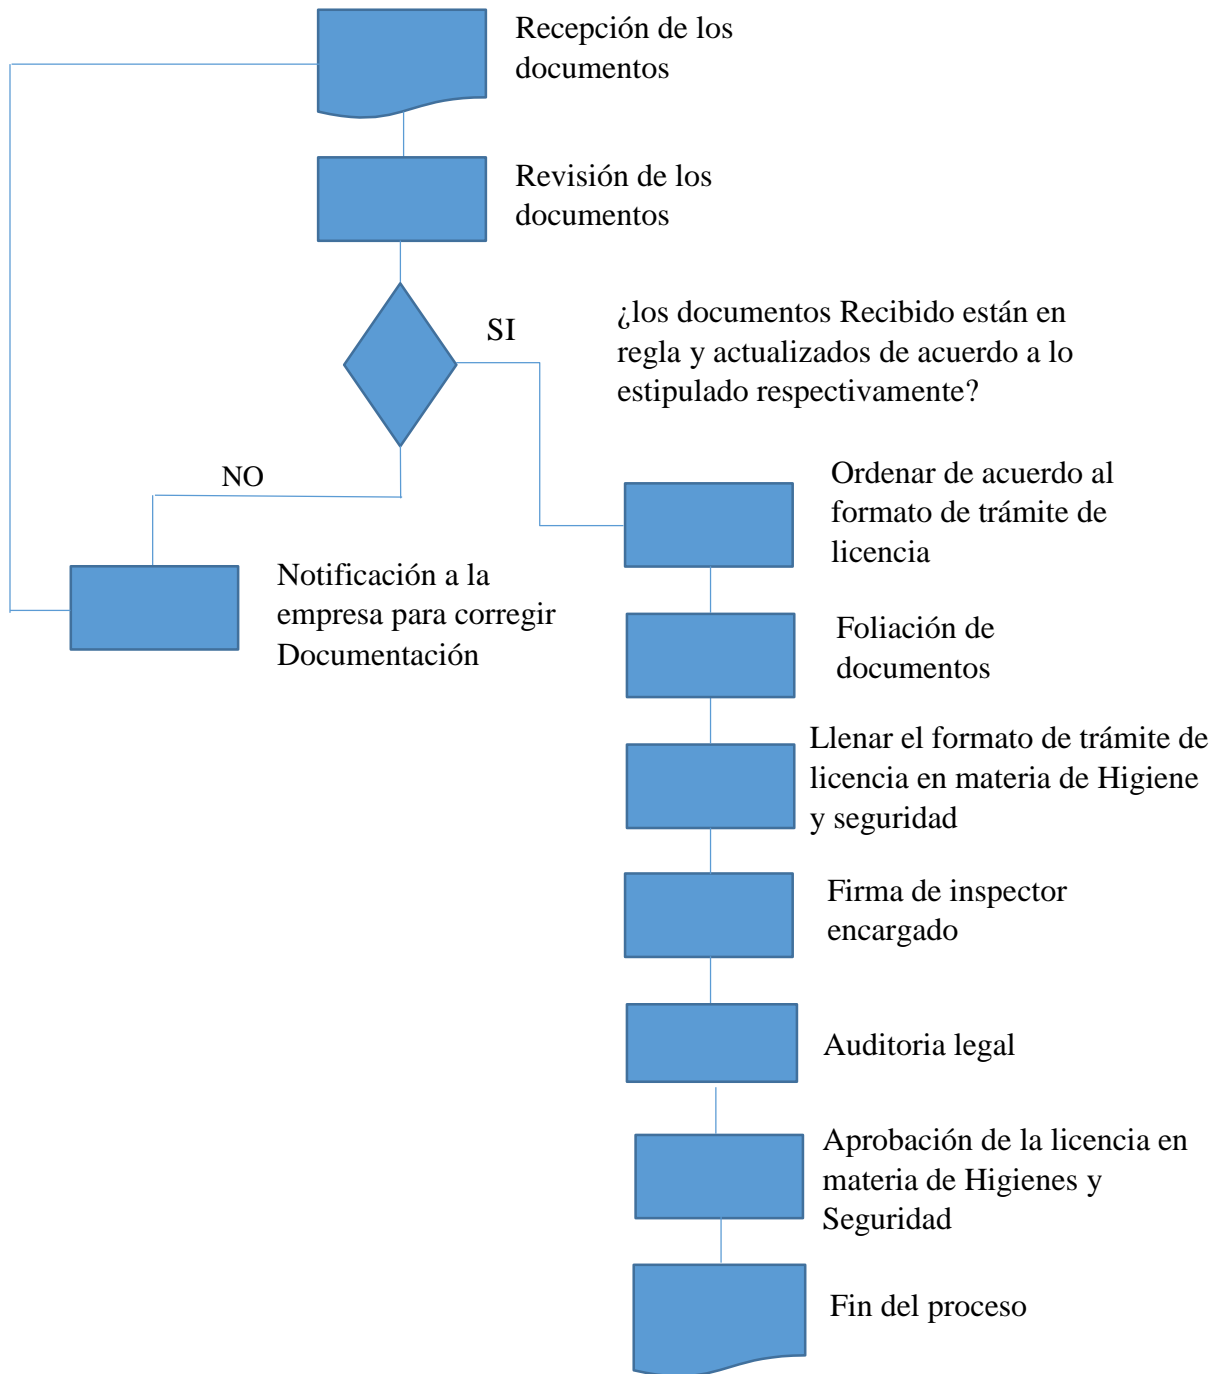 Recepción de los
documentos
Revisión de los
documentos
SI
¿los documentos Recibido están en
regla y actualizados de acuerdo a lo
estipulado respectivamente?
NO
Notificación a la
empresa para corregir
Documentación
Ordenar de acuerdo al
formato de trámite de
licencia
Foliación de
documentos
Llenar el formato de trámite de
licencia en materia de Higiene
y seguridad
Firma de inspector
encargado
Auditoria legal
Aprobación de la licencia en
materia de Higienes y
Seguridad
Fin del proceso